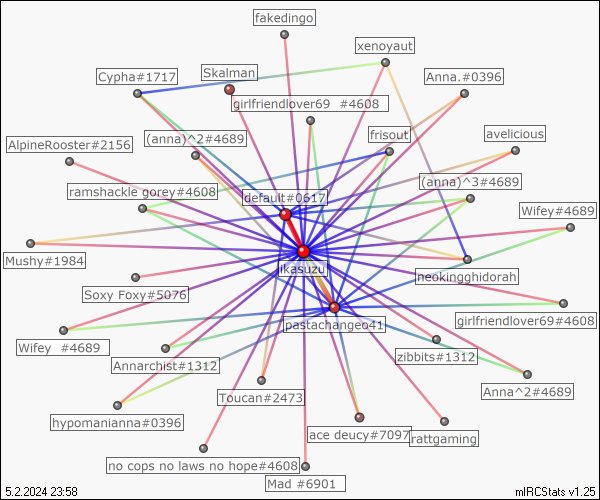 fakedingo
xenoyaut
Cypha#1717
Skalman
Anna.#0396
girlfriendlover69 #4608
AlpineRooster#2156
(anna)^2#4689
frisout
avelicious
ramshackle gorey#4608
default#0617
(anna)^3#4689
Wifey#4689
Mushy#1984
ikasuzu
neokingghidorah
Soxy Foxy#5076
pastachangeo41
girlfriendlover69#4608
Wifey #4689
Annarchist#1312
zibbits#1312
Toucan#2473
Anna^2#4689
hypomanianna#0396
ace deucy#7097
rattgaming
no cops no laws no hope#4608
Mad #6901
5.2.2024 23:58
mIRCStats v1.25